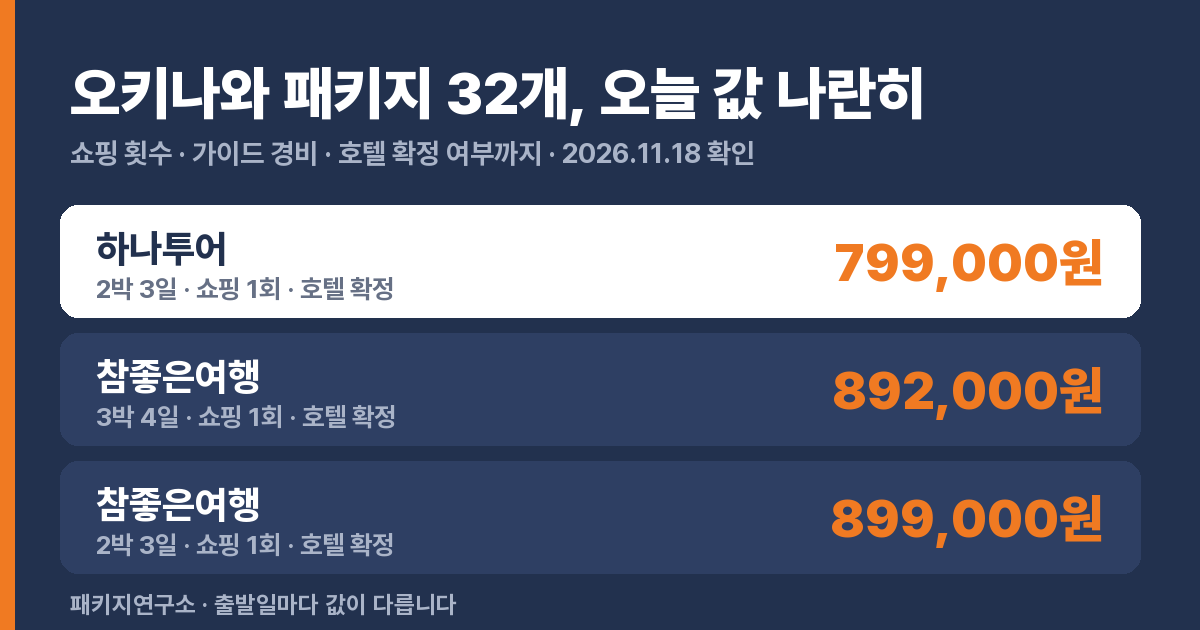 오키나와 패키지 32개, 오늘 값 나란히
쇼핑 횟수 · 가이드 경비 · 호텔 확정 여부까지 · 2026.11.18 확인
하나투어
799,000원
2박 3일 · 쇼핑 1회 · 호텔 확정
참좋은여행
892,000원
3박 4일 · 쇼핑 1회 · 호텔 확정
참좋은여행
899,000원
2박 3일 · 쇼핑 1회 · 호텔 확정
패키지연구소 · 출발일마다 값이 다릅니다